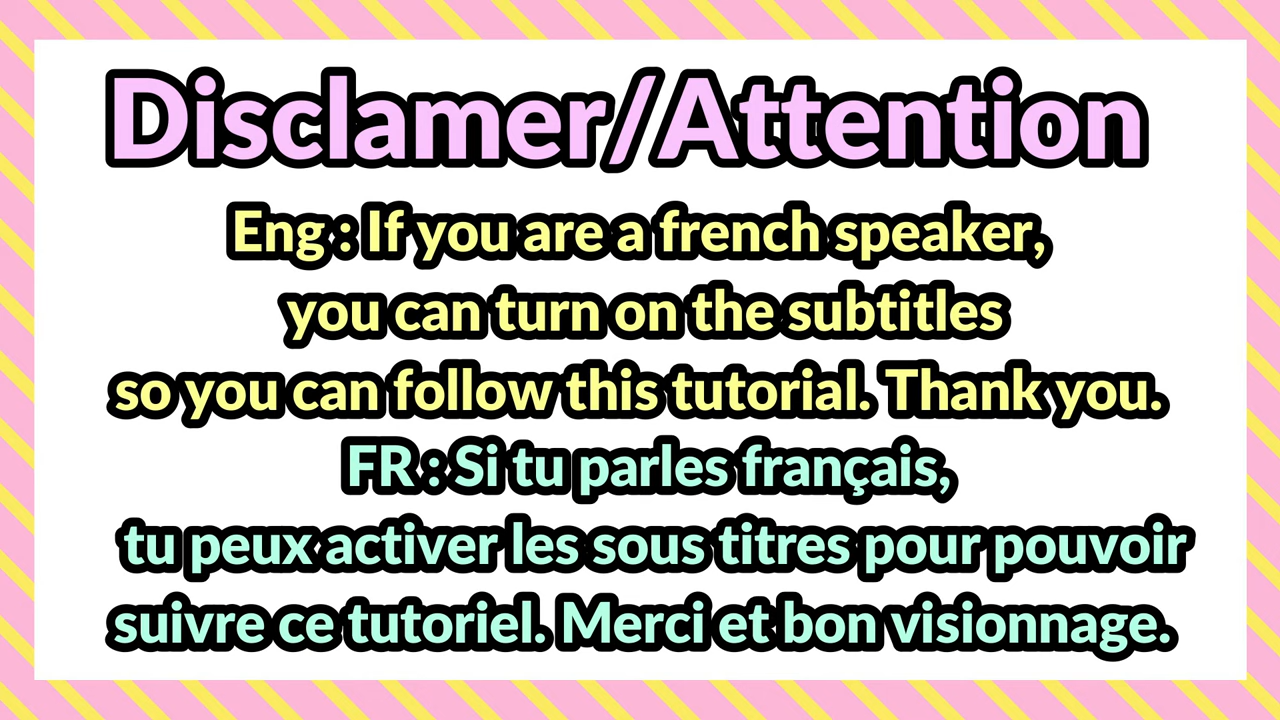 Disclamer/Attention
Eng : If you are a french speaker,
you can turn on the subtitles
so you can follow this tutorial. Thank you.
FR : Si tu parles français,
tu peux activer les sous titres pour pouvoir
suivre ce tutoriel. Merci et bon visionnage.